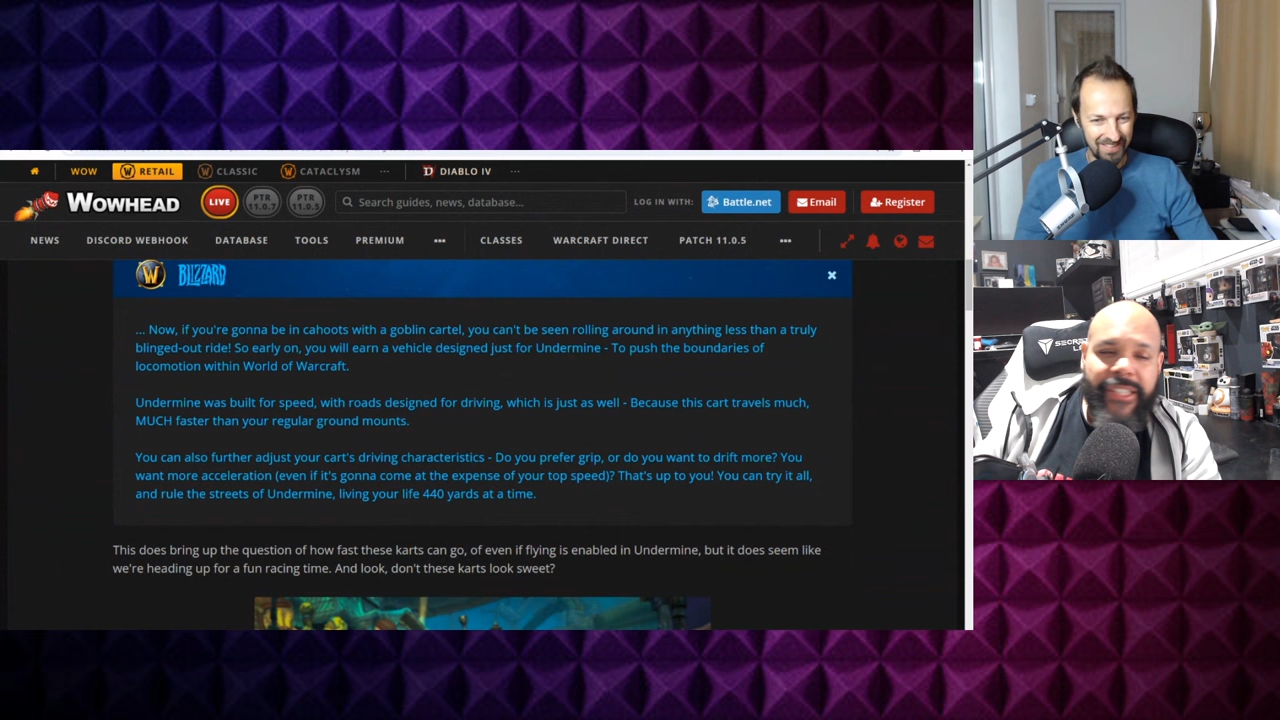 WOW
RETAIL
CLASSIC
CATACLYSM
...
DIABLO IV
...
WOWHEAD
LIVE
PTR
11.0.7
PTR
11.0.5
Search guides, news, database...
LOG IN WITH:
Battle.net
Email
Register
NEWS
DISCORD WEBHOOK
DATABASE
TOOLS
PREMIUM
...
CLASSES
WARCRAFT DIRECT
PATCH 11.0.5
...
W
BLIZZARD
... Now, if you're gonna be in cahoots with a goblin cartel, you can't be seen rolling around in anything less than a truly
blinged-out ride! So early on, you will earn a vehicle designed just for Undermine - To push the boundaries of
locomotion within World of Warcraft.
Undermine was built for speed, with roads designed for driving, which is just as well - Because this cart travels much,
MUCH faster than your regular ground mounts.
You can also further adjust your cart's driving characteristics - Do you prefer grip, or do you want to drift more? You
want more acceleration (even if it's gonna come at the expense of your top speed)? That's up to you! You can try it all,
and rule the streets of Undermine, living your life 440 yards at a time.
This does bring up the question of how fast these karts can go, of even if flying is enabled in Undermine, but it does seem like
we're heading up for a fun racing time. And look, don't these karts look sweet?